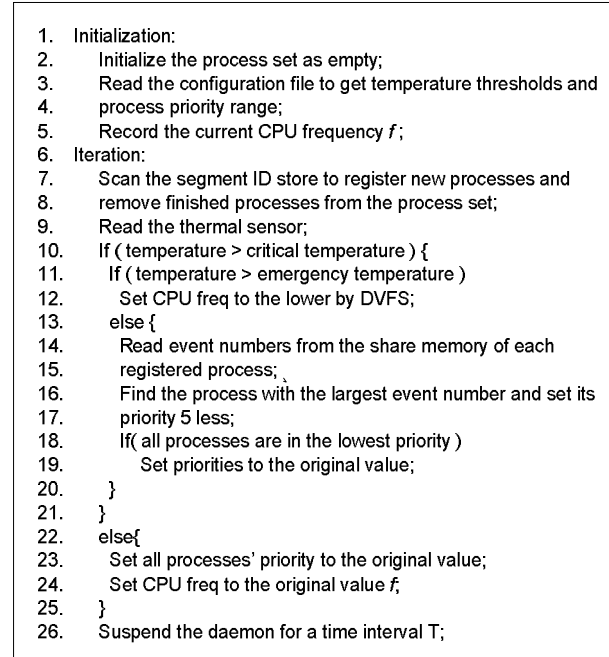 1. Initialization:
2. Initialize the process set as empty;
3. Read the configuration file to get temperature thresholds and
4. process priority range;
5. Record the current CPU frequency f;
6. Iteration:
7. Scan the segment ID store to register new processes and
8. remove finished processes from the process set;
9. Read the thermal sensor;
10. If ( temperature > critical temperature ) {
11. If ( temperature > emergency temperature )
12. Set CPU freq to the lower by DVFS;
13. else {
14. Read event numbers from the share memory of each
15. registered process;
16. Find the process with the largest event number and set its
17. priority 5 less;
18. If( all processes are in the lowest priority )
19. Set priorities to the original value;
20. }
21. }
22. else{
23. Set all processes' priority to the original value;
24. Set CPU freq to the original value f;
25. }
26. Suspend the daemon for a time interval T;